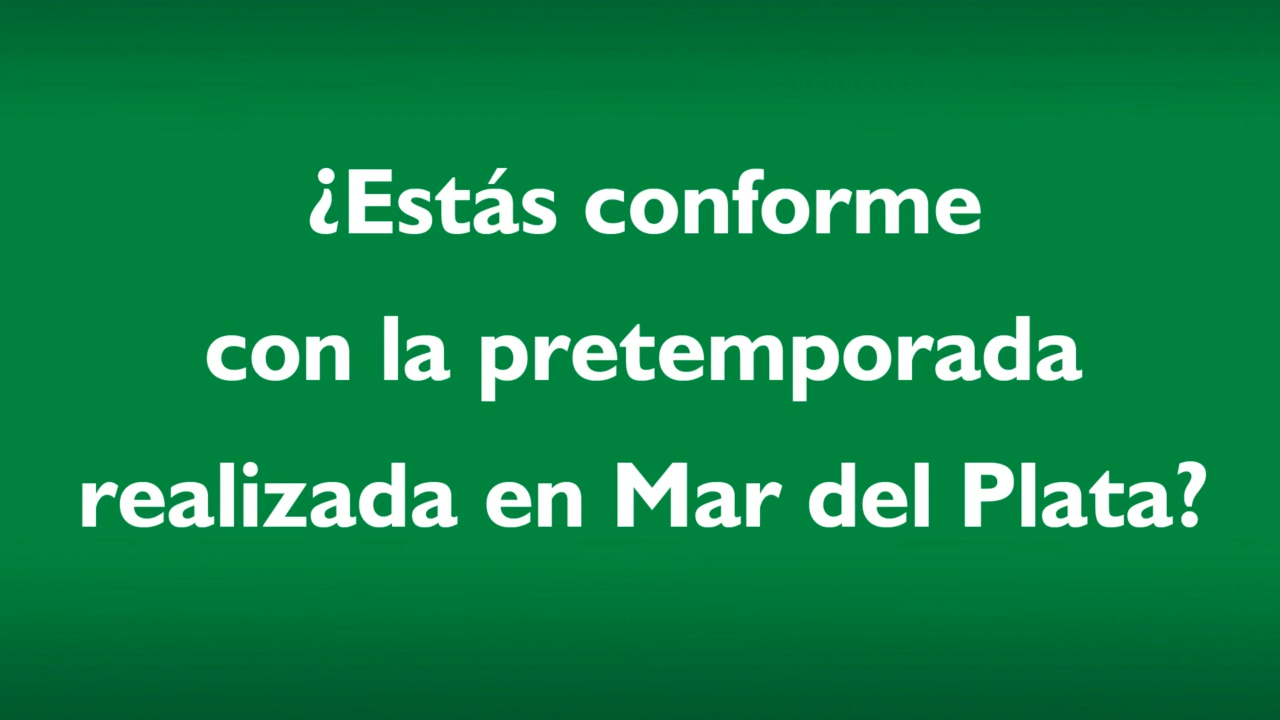 ¿Estás conforme
con la pretemporada
realizada en Mar del Plata?